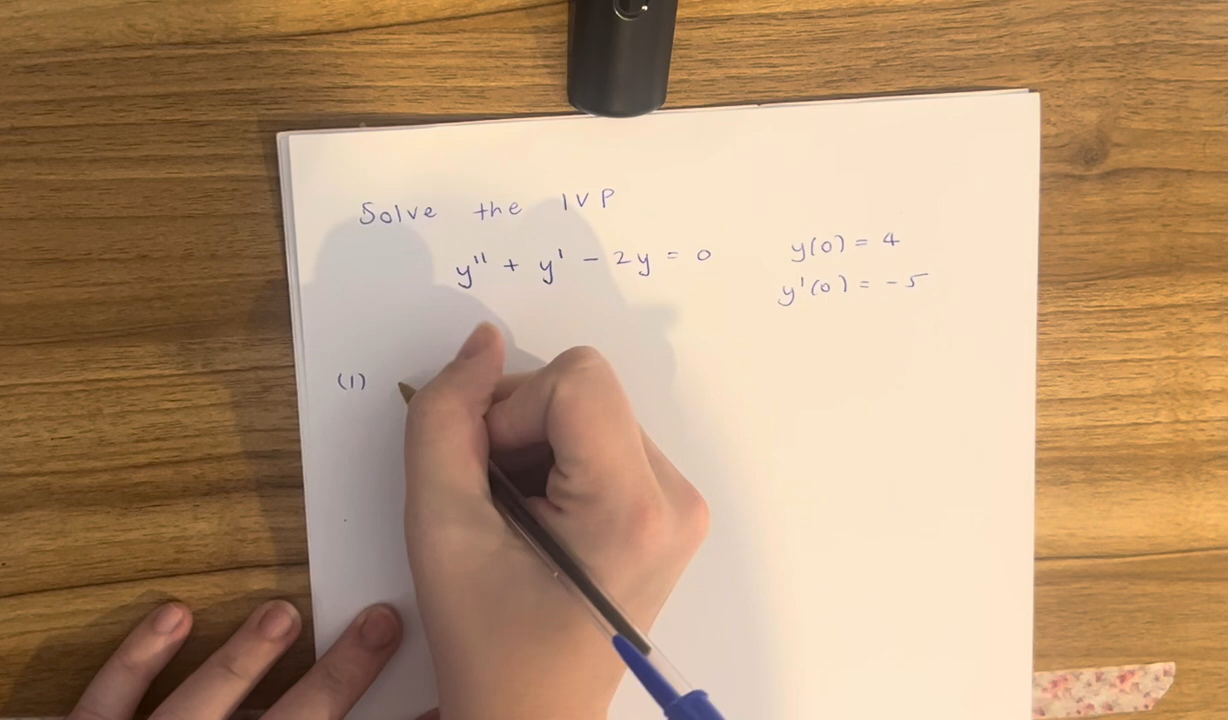 Solve the IVP
y'' + y' - 2y = 0
y(0) = 4
y'(0) = -5
(1)